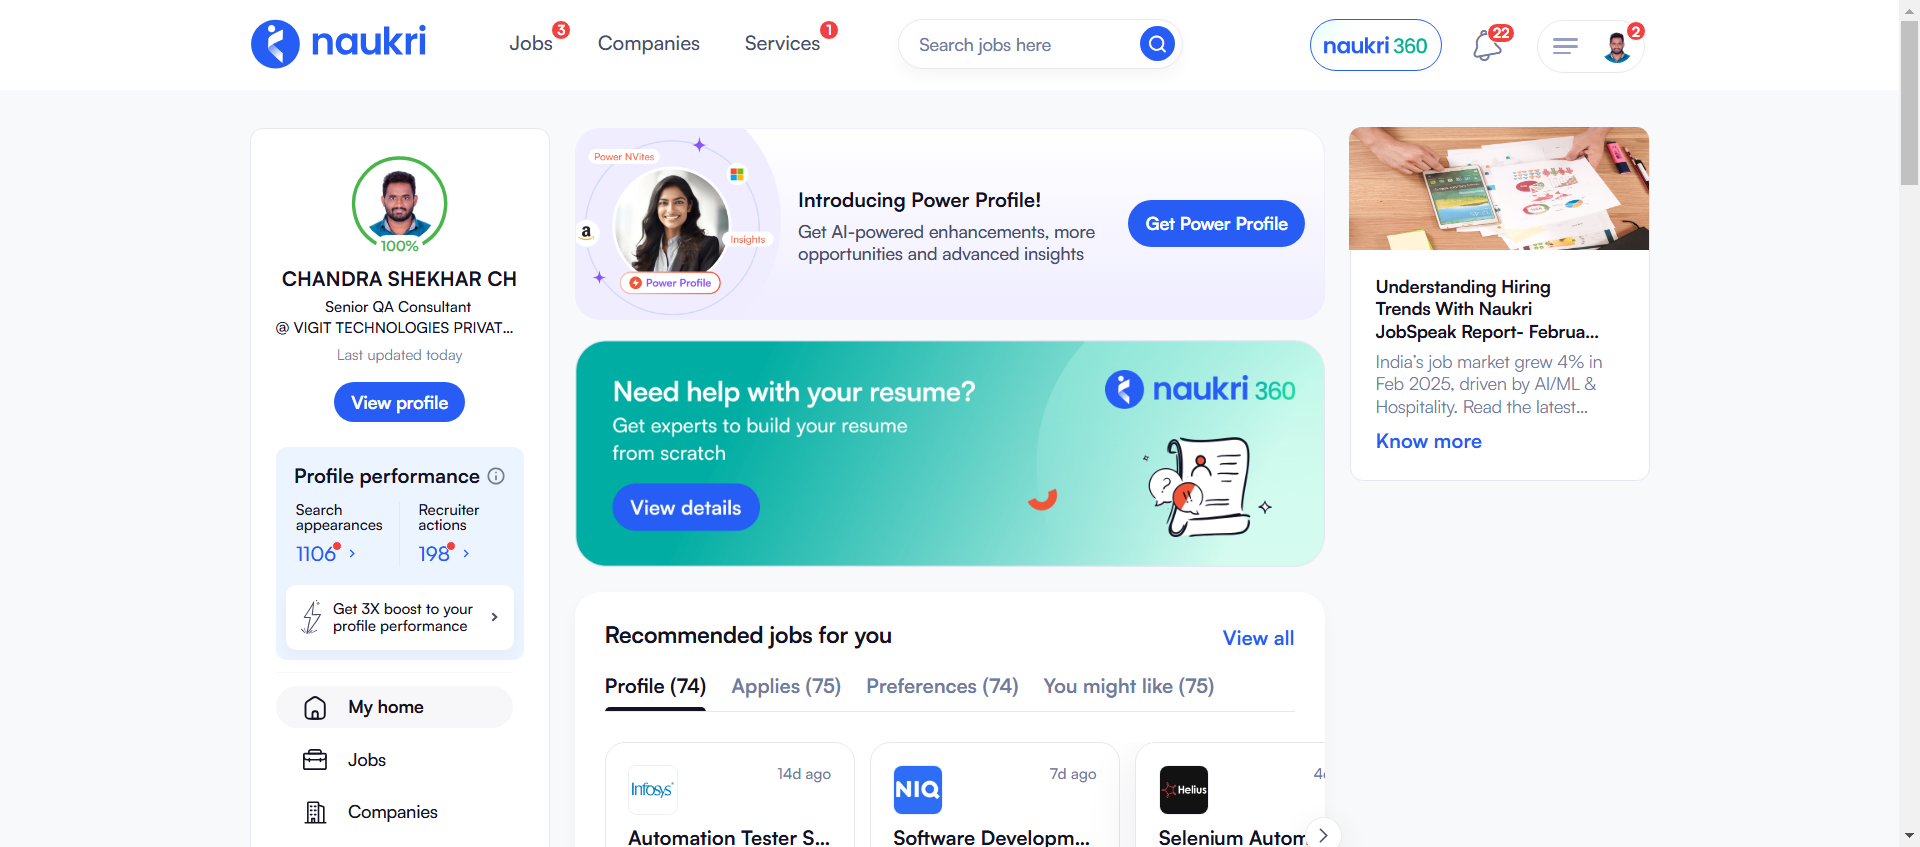 naukri
Jobs
3
Companies
Services
1
Search jobs here
naukri 360
22
2
100%
CHANDRA SHEKHAR CH
Senior QA Consultant
@ VIGIT TECHNOLOGIES PRIVAT...
Last updated today
View profile
Profile performance
Search
appearances
1106
Recruiter
actions
198
Get 3X boost to your
profile performance
My home
Jobs
Companies
Power NVites
a
Insights
Power Profile
Introducing Power Profile!
Get AI-powered enhancements, more
opportunities and advanced insights
Get Power Profile
Need help with your resume?
Get experts to build your resume
from scratch
View details
naukri 360
?
Recommended jobs for you
View all
Profile (74)
Applies (75)
Preferences (74)
You might like (75)
Infosys
14d ago
Automation Tester S...
NIQ
7d ago
Software Developm...
Helius
Selenium Autom
Understanding Hiring
Trends With Naukri
JobSpeak Report- Februa...
India's job market grew 4% in
Feb 2025, driven by AI/ML &
Hospitality. Read the latest...
Know more